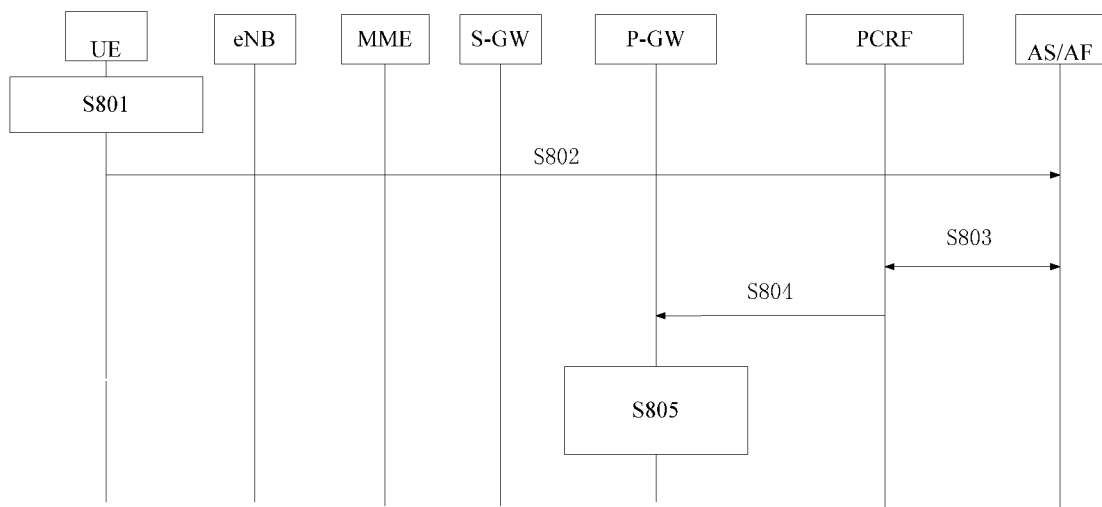 UE
eNB
MME
S-GW
P-GW
PCRF
AS/AF
S801
S802
S803
S804
S805